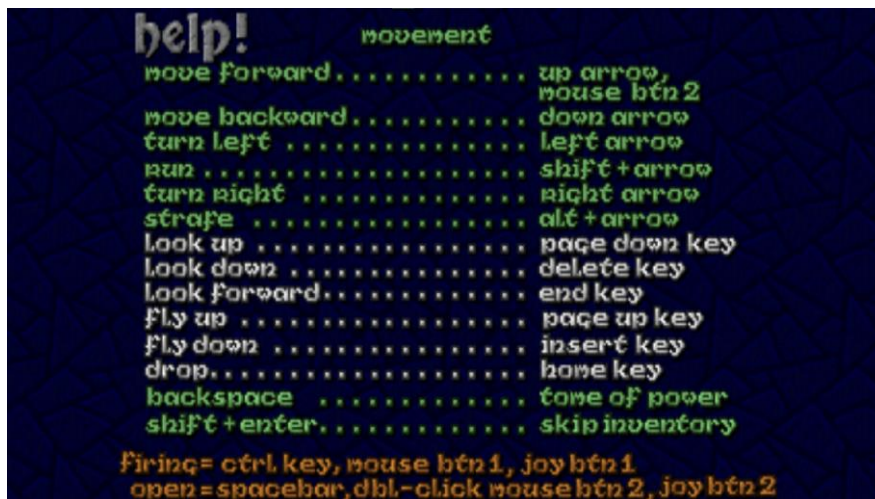 help! movement
move forward............ up arrow,
mouse btn 2
move backward........... down arrow
turn left ............... left arrow
run .................... shift + arrow
turn right .............. right arrow
strafe ................. alt + arrow
look up ................. page down key
look down ............... delete key
look forward............. end key
fly up .................. page up key
fly down ................ insert key
drop.................... home key
backspace ............. tome of power
shift + enter............. skip inventory
firing = ctrl key, mouse btn 1, joy btn 1
open = spacebar, dbl-click mouse btn 2, joy btn 2